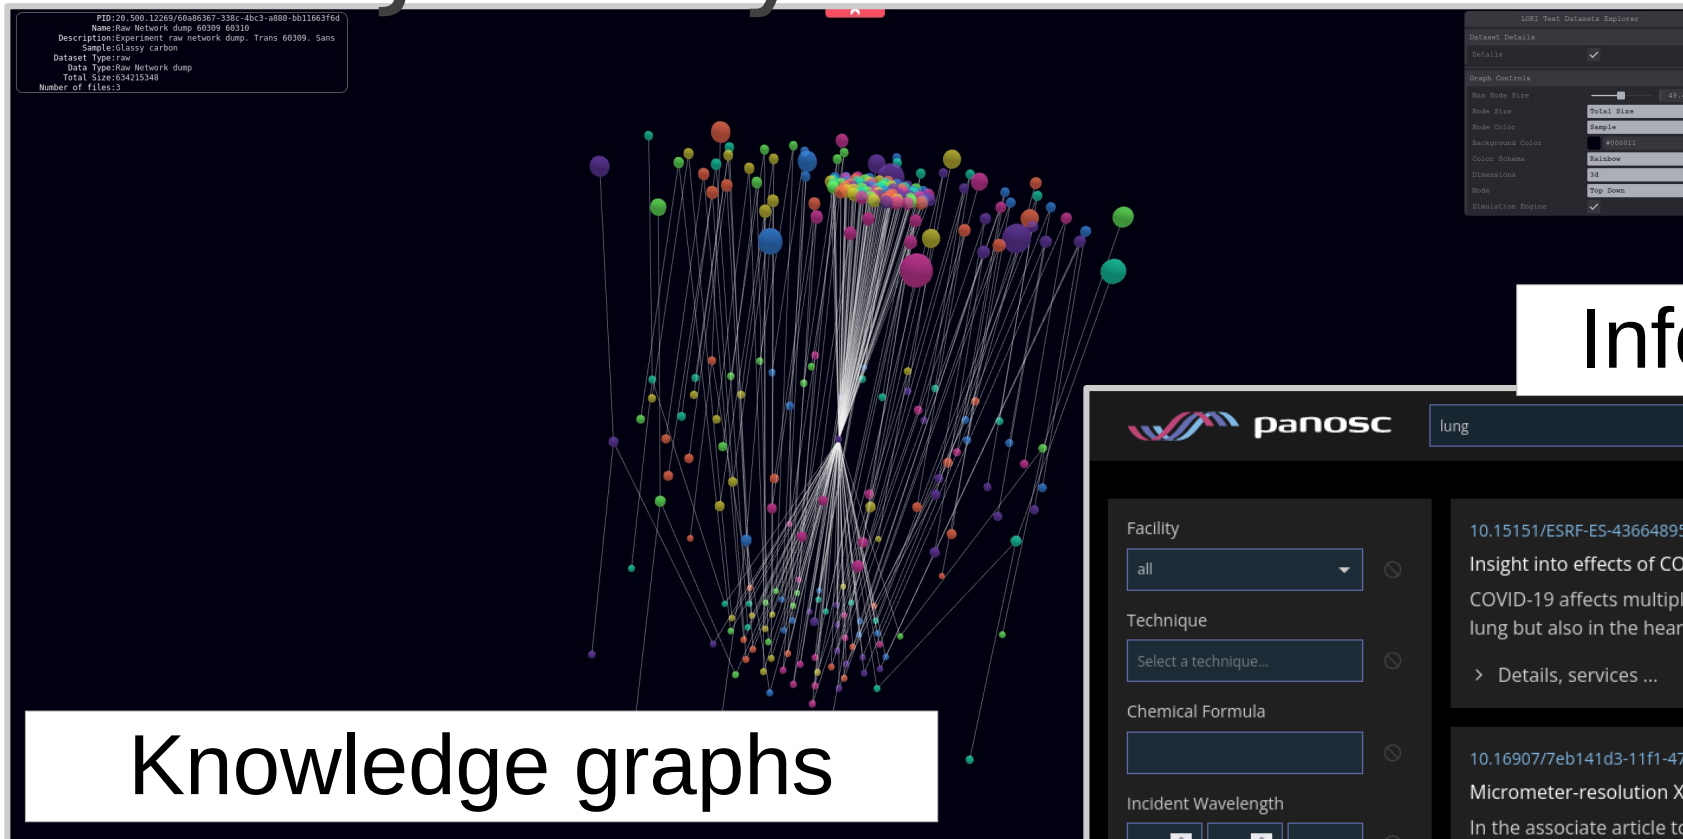 PID:20.500.12269/60a86367-338c-4bc3-a880-bb11663f6d
Name:Raw Network dump 60309 60310
Description:Experiment raw network dump. Trans 60309. Sans
Sample:Glassy carbon
Dataset Type:raw
Data Type:Raw Network dump
Total Size:634215348
Number of files:3
LOKI Test Datasets Explorer
Dataset Details
Details
Graph Controls
Max Node Size 49.
Node Size Total Size
Node Color Sample
Background Color #000011
Color Schema Rainbow
Dimensions 3d
Mode Top Down
Simulation Engine
Inf
panosc
lung
Facility
all
Technique
Select a technique...
Chemical Formula
Incident Wavelength
10.15151/ESRF-ES-43664895
Insight into effects of CO
COVID-19 affects multipl
lung but also in the hear
Details, services ...
10.16907/7eb141d3-11f1-47
Micrometer-resolution X
In the associate article to
Knowledge graphs